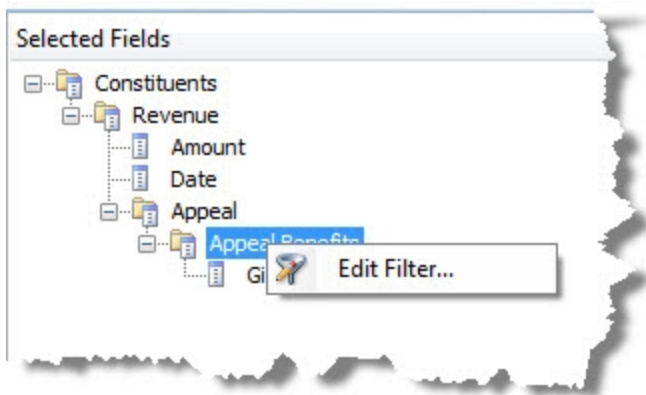 Selected Fields
Constituents
Revenue
Amount
Date
Appeal
Appeal Benefits
Edit Filter...